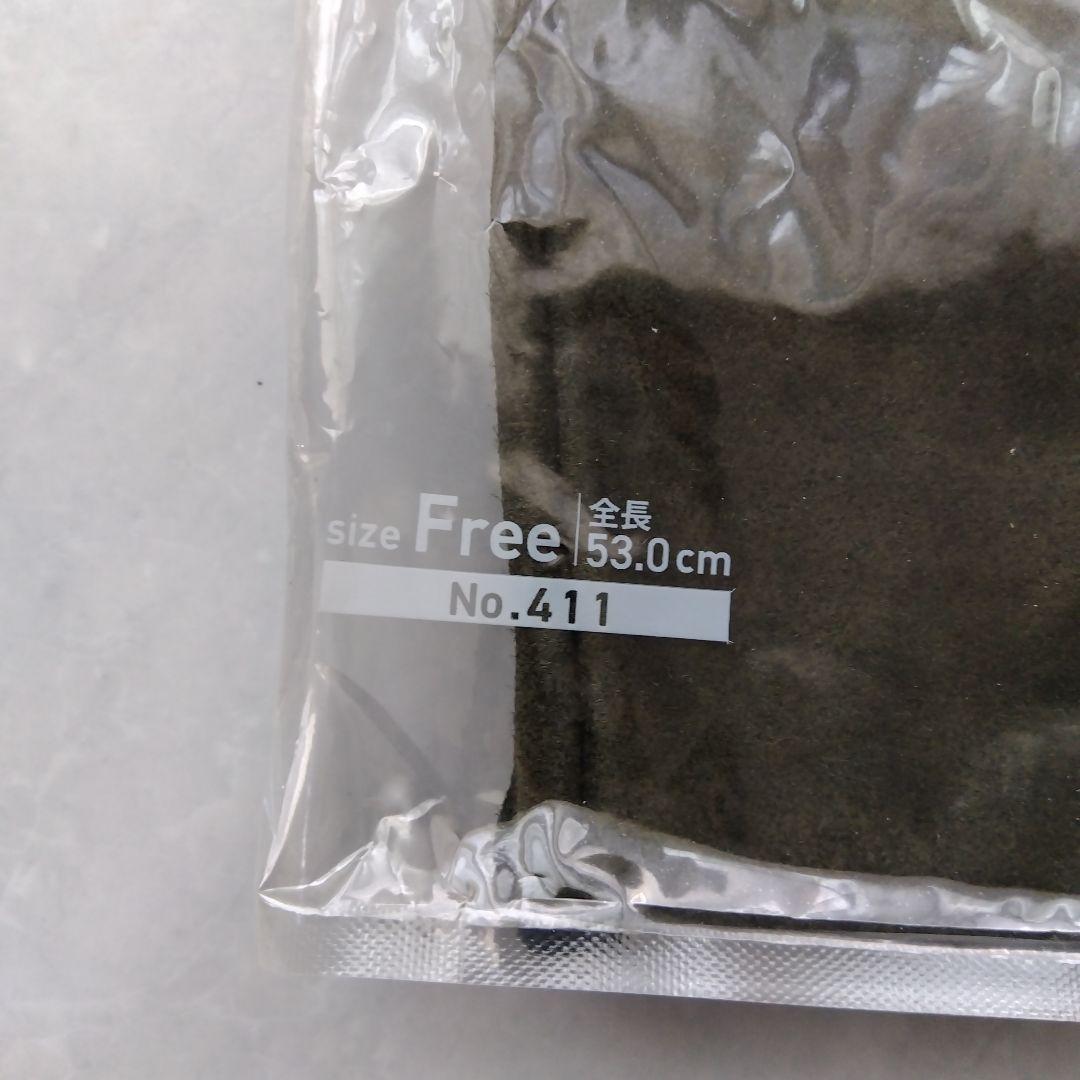 size Free 全長
53.0cm
No.411